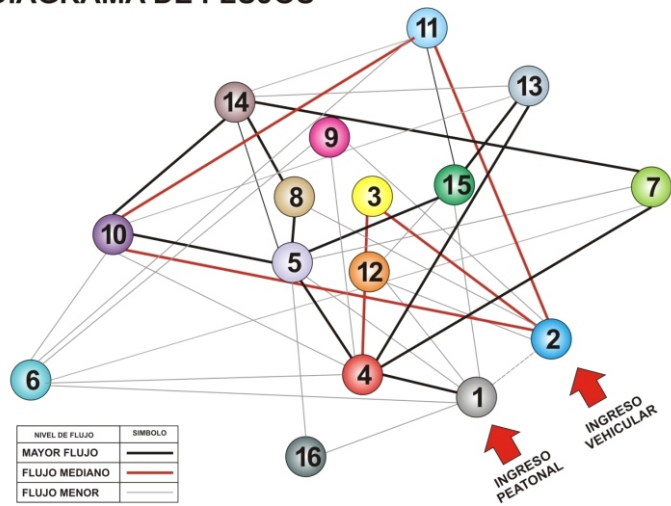 DIAGRAMA DE FLUJOS
11
13
14
9
7
15
8
3
10
5
12
2
6
4
1
16
INGRESO
VEHICULAR
INGRESO
PEATONAL
NIVEL DE FLUJO SIMBOLO
MAYOR FLUJO
FLUJO MEDIANO
FLUJO MENOR